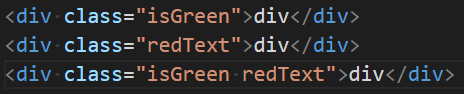 <div class="isGreen">div</div>
<div class="redText">div</div>
<div class="isGreen redText">div</div>